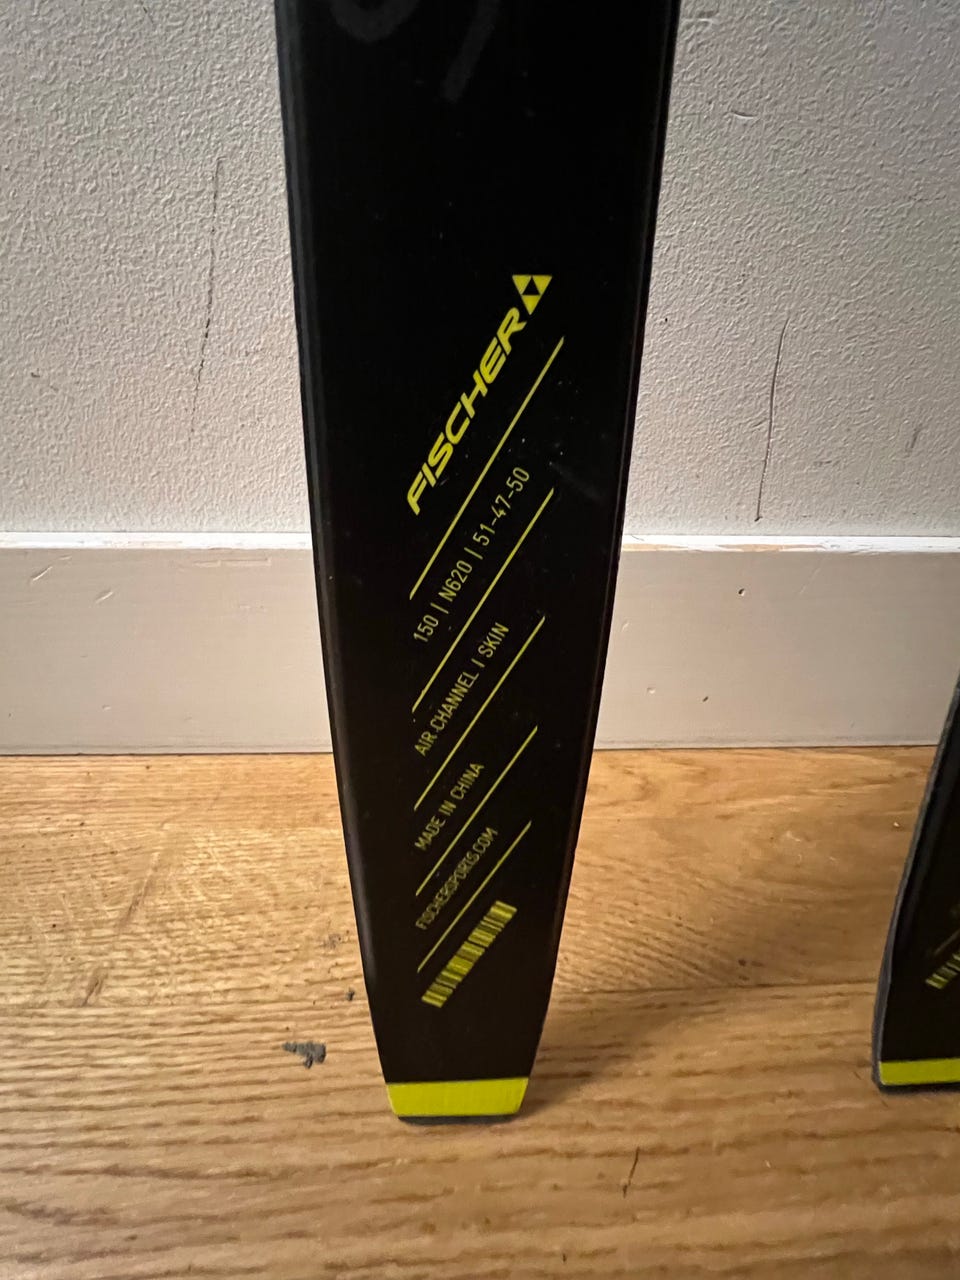 FISCHER
150 | N620 | 51-47-50
AIR CHANNEL | SKIN
MADE IN CHINA
FISCHERSPORTS.COM